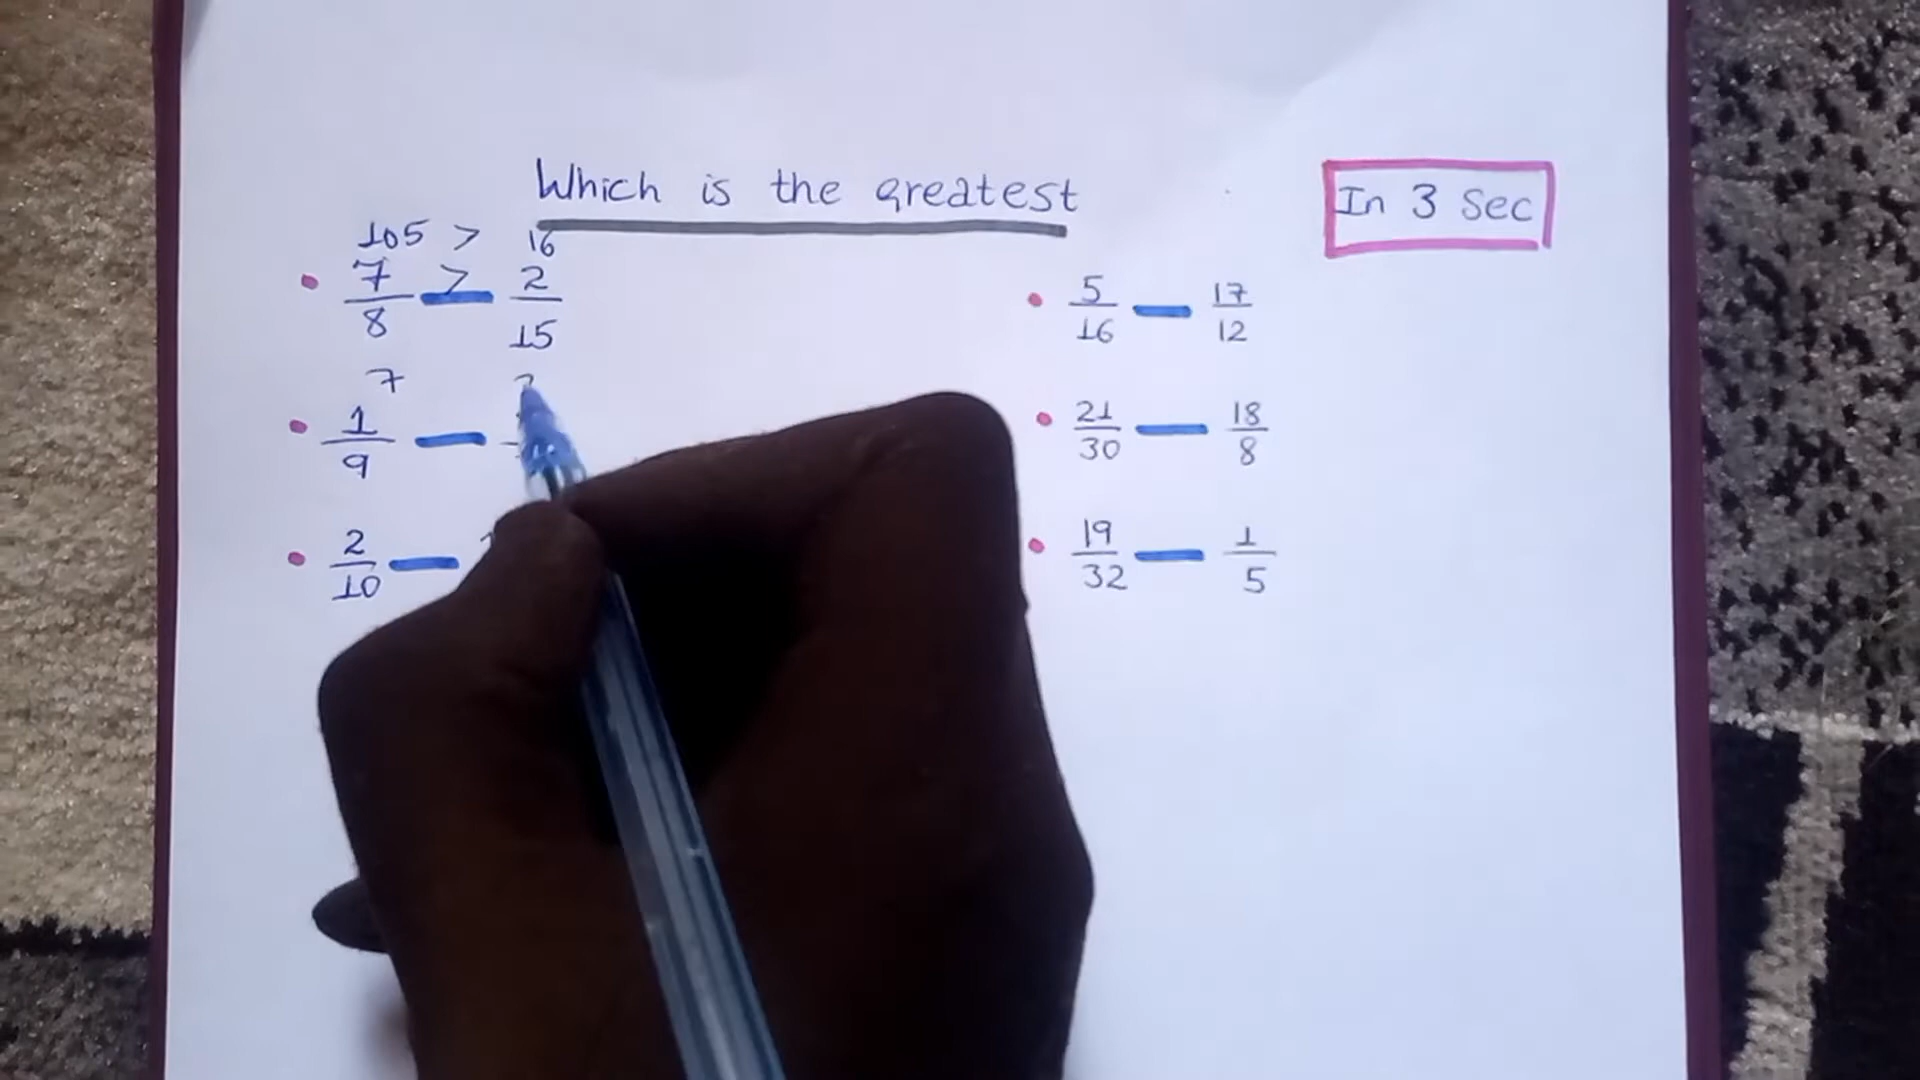 Which is the greatest
In 3 Sec
105 > 16
7/8 > 2/15
7
1/9
2/10
5/16 — 17/12
21/30 — 18/8
19/32 — 1/5